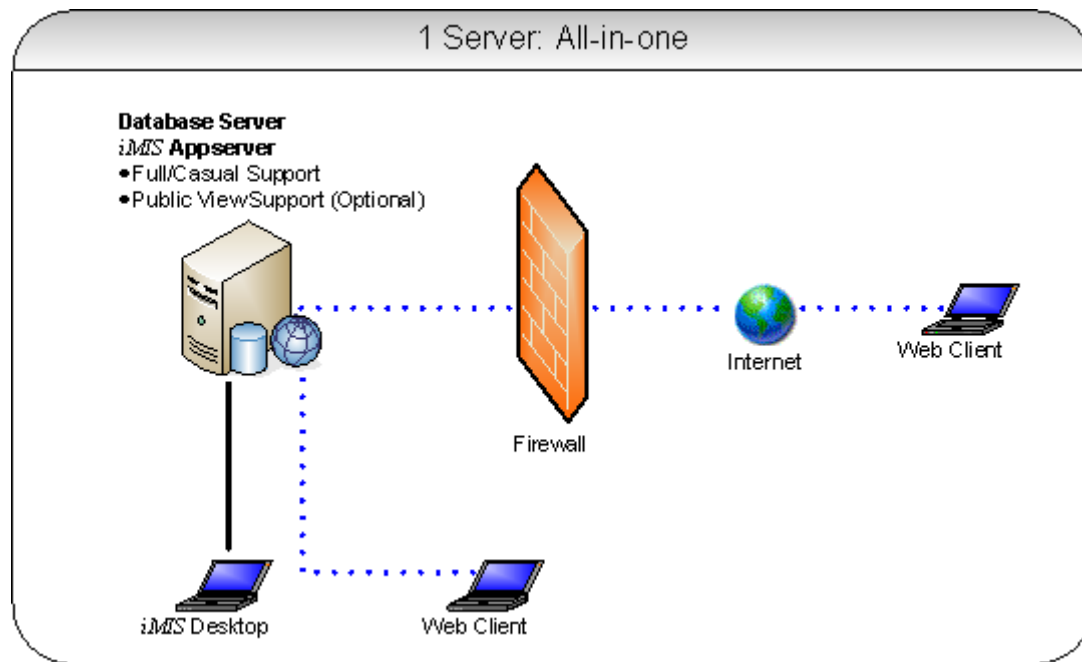 1 Server: All-in-one
Database Server
iMIS Appserver
•Full/Casual Support
•Public ViewSupport (Optional)
Internet
Web Client
Firewall
iMIS Desktop
Web Client